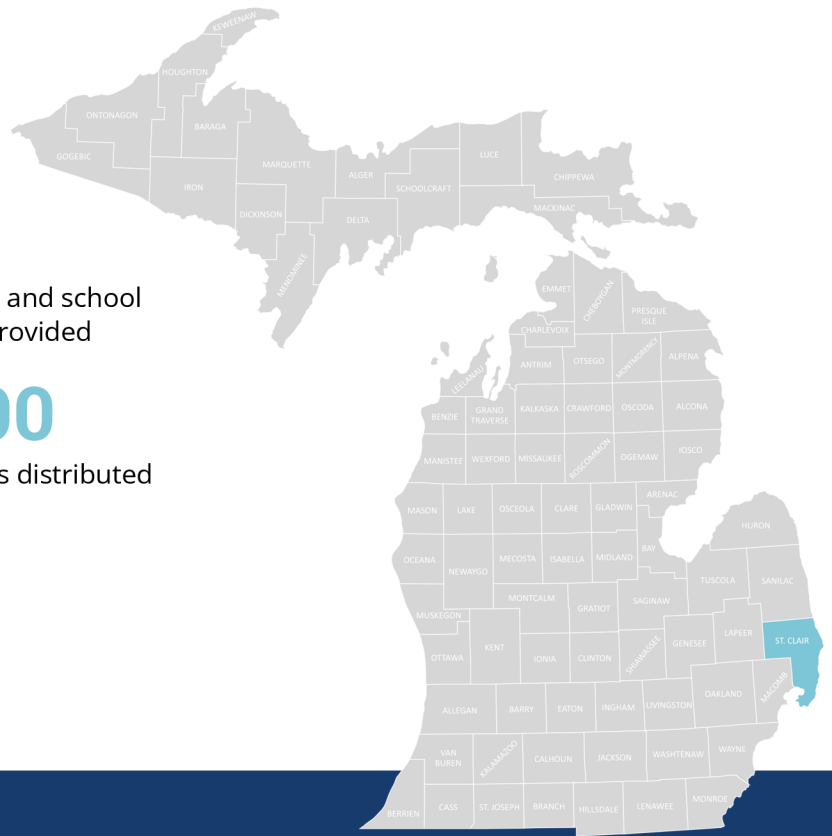 KEWEENAW
HOUGHTON
ONTONAGON
BARAGA
GOGEBIC
MARQUETTE
LUCE
ALGER
CHIPPEWA
IRON
SCHOOLCRAFT
MACKINAC
DICKINSON
DELTA
MENOMINEE
and school
rovided
00
s distributed
EMMET
CHEBOYGAN
PRESQUE
ISLE
CHARLEVOIX
ANTRIM
OTSEGO
MONTMORENCY
ALPENA
LEELANAU
BENZIE
GRAND
TRAVERSE
KALKASKA
CRAWFORD
OSCODA
ALCONA
MANISTEE
WEXFORD
MISSAUKEE
ROSCOMMON
OGEMAW
IOSCO
ARENAC
MASON
LAKE
OSCEOLA
CLARE
GLADWIN
HURON
OCEANA
NEWAYGO
MECOSTA
ISABELLA
MIDLAND
BAY
TUSCOLA
SANILAC
MUSKEGON
MONTCALM
GRATIOT
SAGINAW
OTTAWA
KENT
IONIA
CLINTON
SHIAWASSEE
GENESEE
LAPEER
ST. CLAIR
ALLEGAN
BARRY
EATON
INGHAM
LIVINGSTON
OAKLAND
MACOMB
VAN
BUREN
KALAMAZOO
CALHOUN
JACKSON
WASHTENAW
WAYNE
BERRIEN
CASS
ST. JOSEPH
BRANCH
HILLSDALE
LENAWEE
MONROE